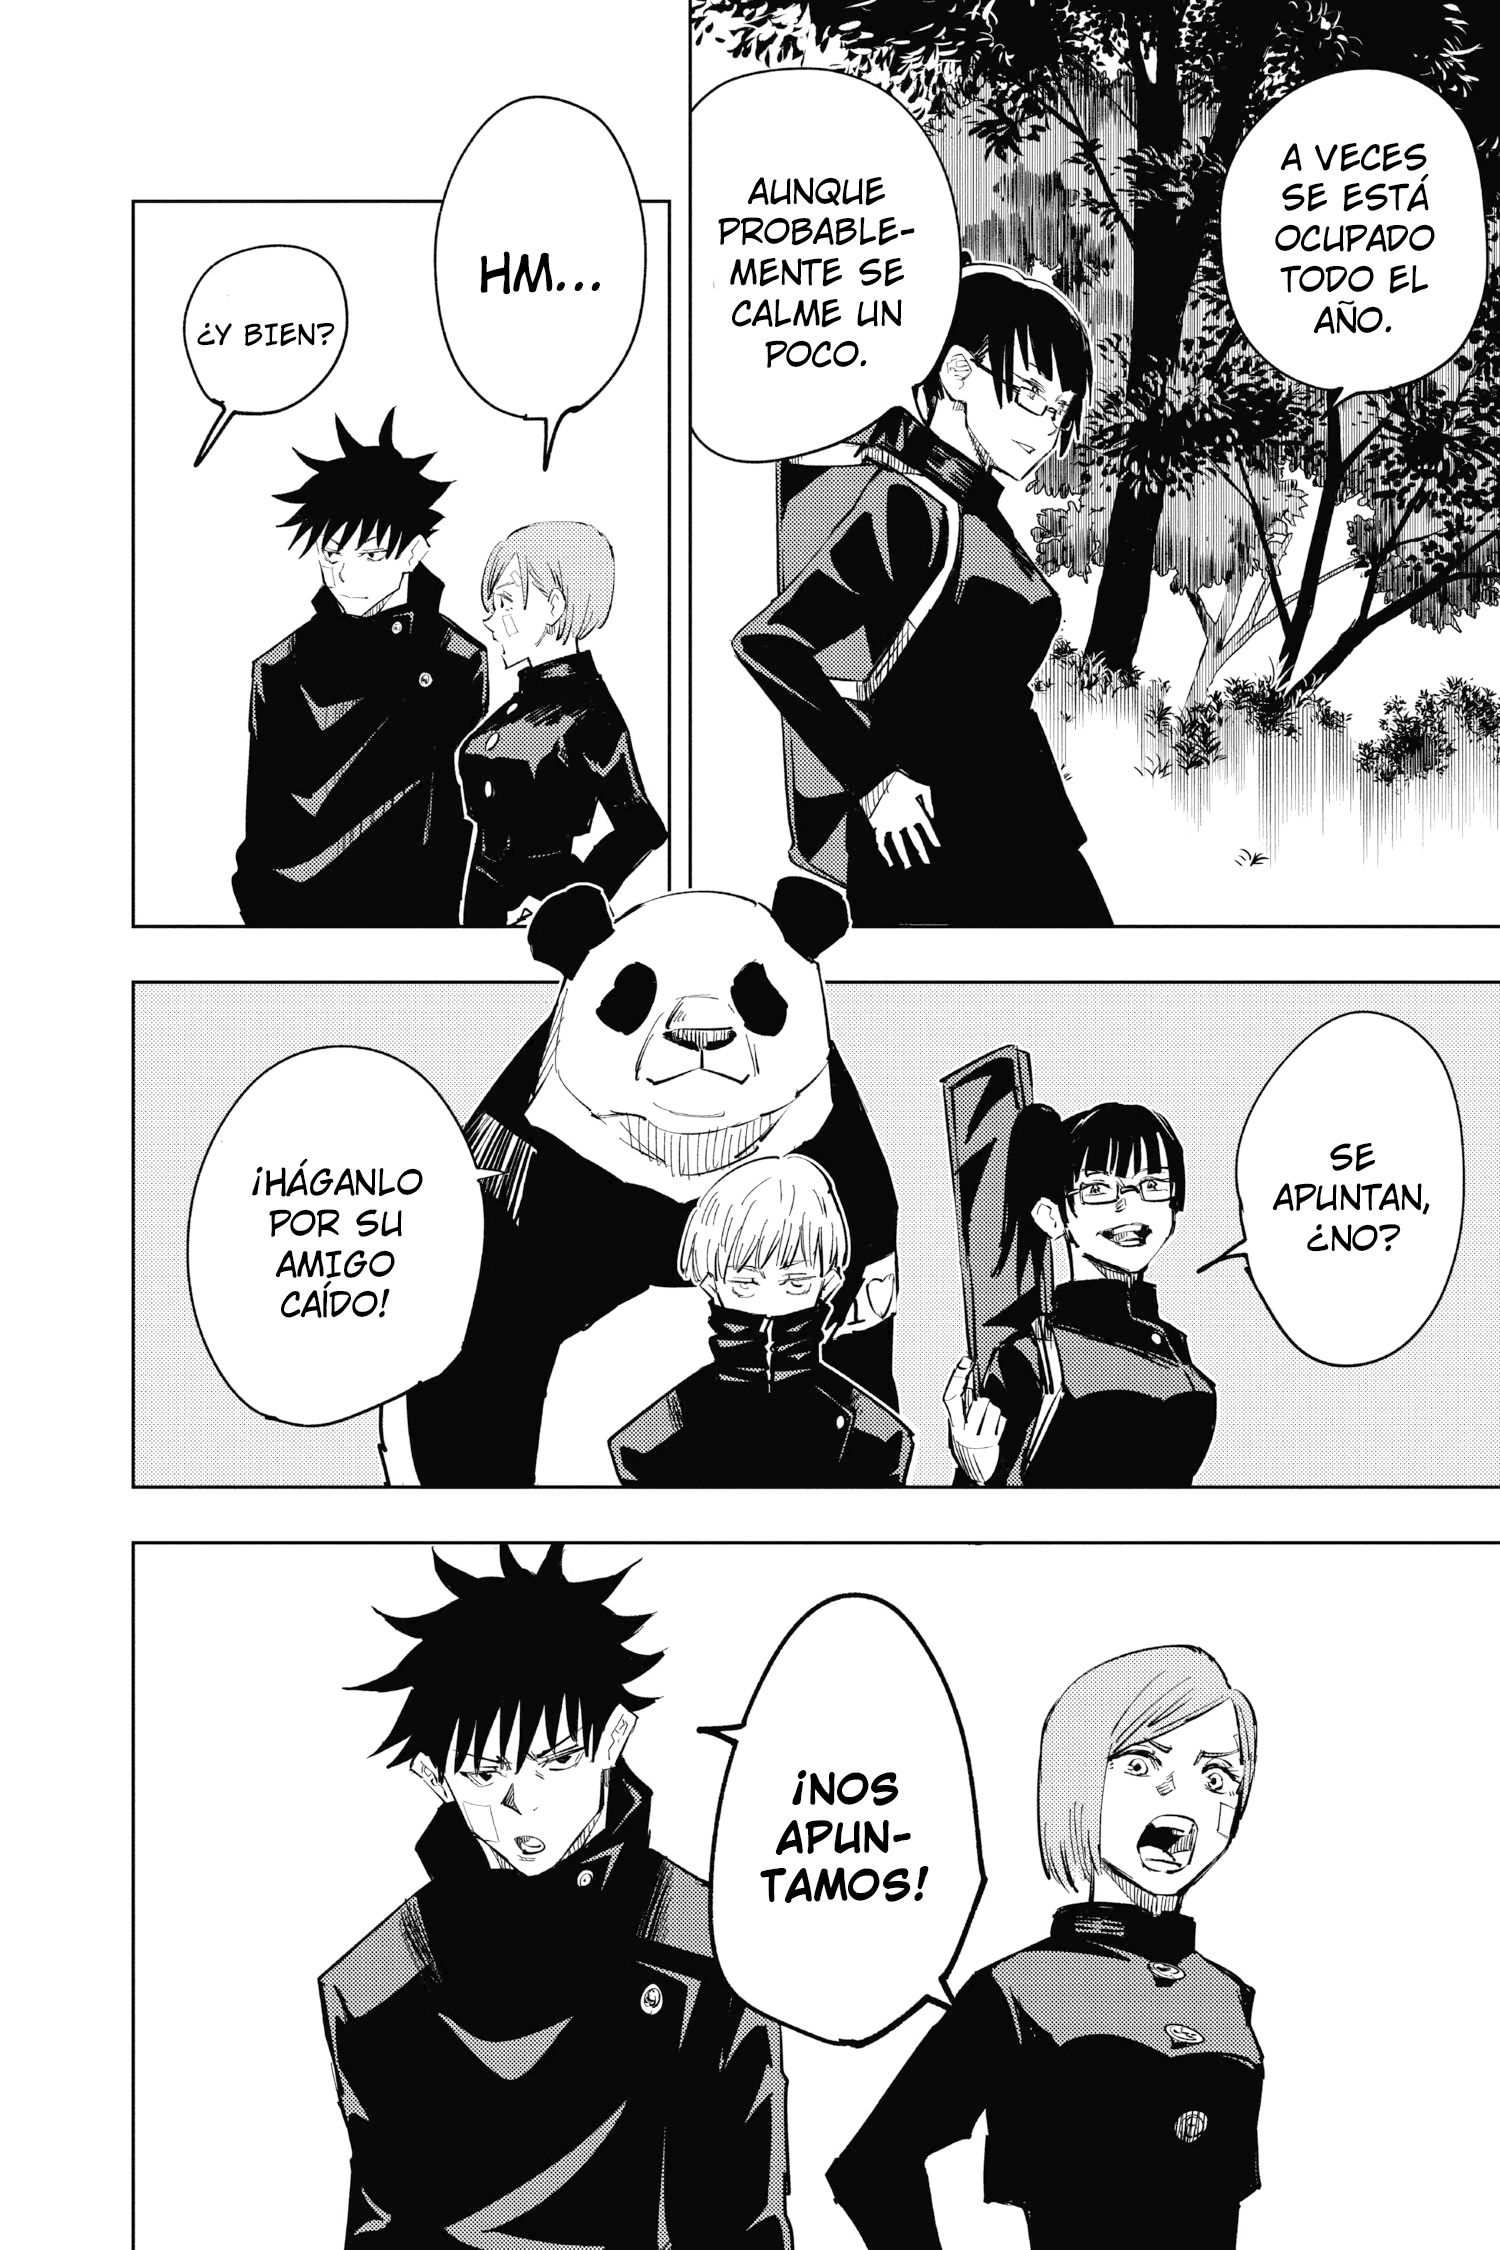 A VECES
SE ESTÁ
OCUPADO
TODO EL
AÑO.
AUNQUE
PROBABLE-
MENTE SE
CALME UN
POCO.
HM...
¿Y BIEN?
SE
APUNTAN,
¿NO?
¡HÁGANLO
POR SU
AMIGO
CAÍDO!
¡NOS
APUN-
TAMOS!